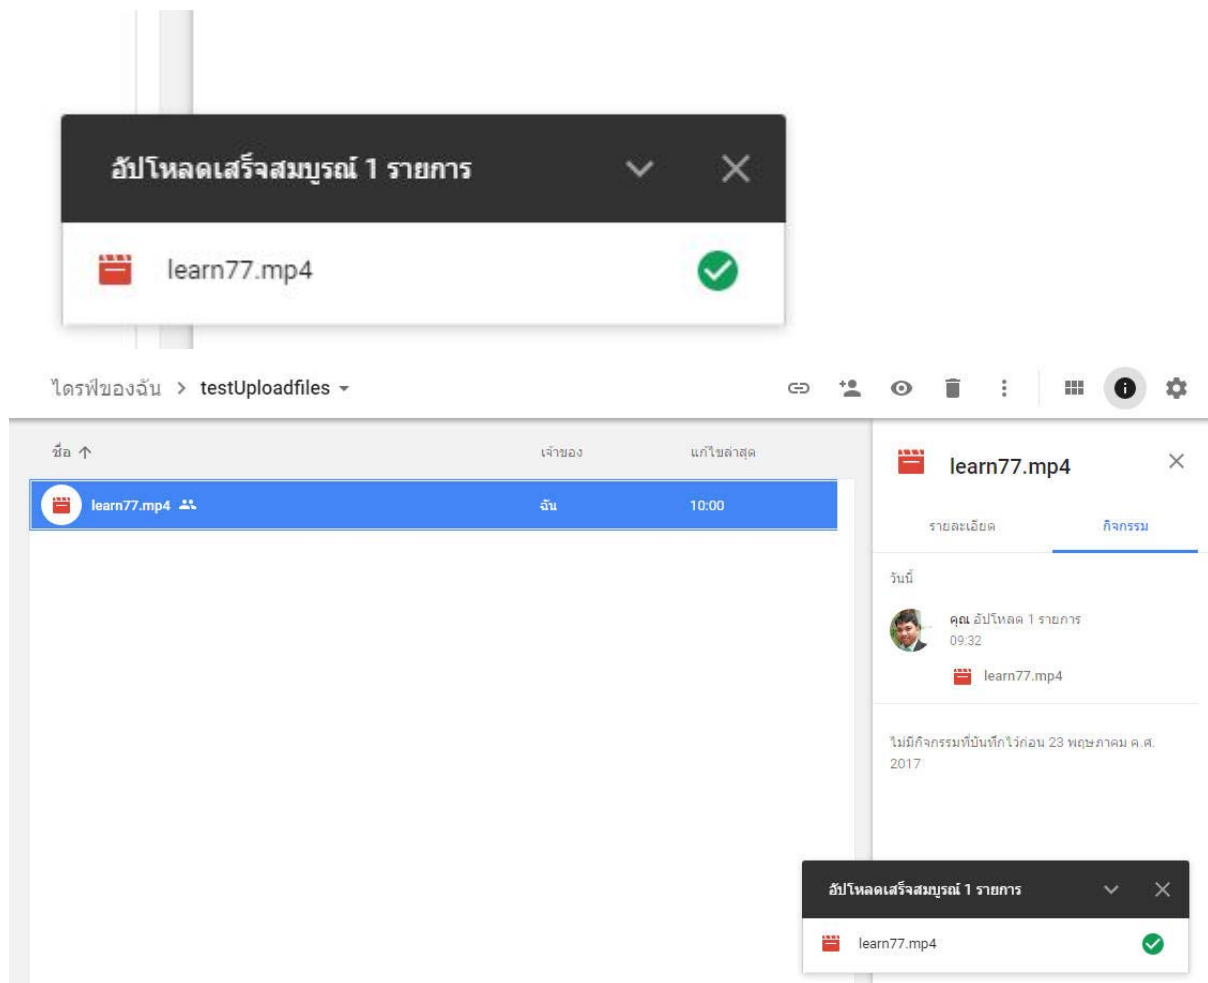 อัปโหลดเสร็จสมบูรณ์ 1 รายการ
learn77.mp4
ไดรฟ์ของฉัน > testUploadfiles
ชื่อ ↑ เจ้าของ แก้ไขล่าสุด
learn77.mp4 ฉัน 10:00
learn77.mp4
รายละเอียด กิจกรรม
วันนี้
คุณ อัปโหลด 1 รายการ
09:32
learn77.mp4
ไม่มีกิจกรรมที่บันทึกไว้ก่อน 23 พฤษภาคม ค.ศ.
2017
อัปโหลดเสร็จสมบูรณ์ 1 รายการ
learn77.mp4